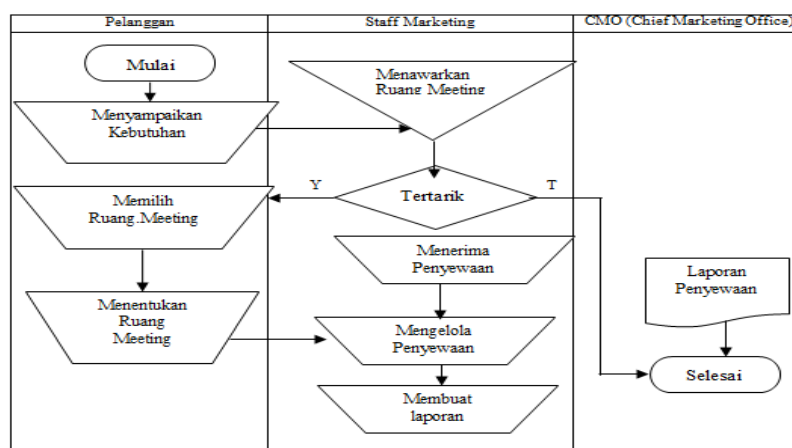 Pelanggan
Staff Marketing
CMO (Chief Marketing Office)
Mulai
Menawarkan
Ruang Meeting
Menyampaikan
Kebutuhan
Y
Tertarik
T
Memilih
Ruang.Meeting
Menerima
Penyewaan
Laporan
Penyewaan
Menentukan
Ruang
Meeting
Mengelola
Penyewaan
Selesai
Membuat
laporan